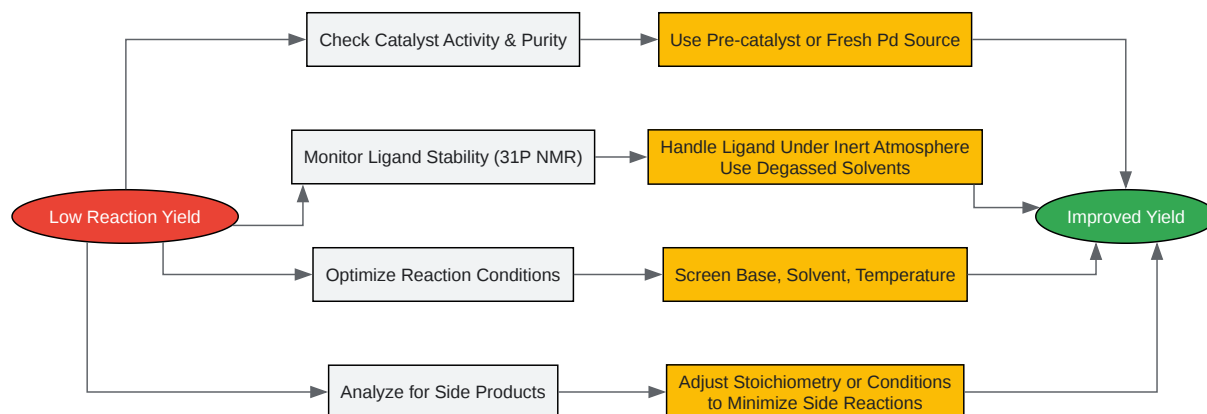 Check Catalyst Activity & Purity
Use Pre-catalyst or Fresh Pd Source
Monitor Ligand Stability (31P NMR)
Handle Ligand Under Inert Atmosphere
Use Degassed Solvents
Low Reaction Yield
Improved Yield
Optimize Reaction Conditions
Screen Base, Solvent, Temperature
Analyze for Side Products
Adjust Stoichiometry or Conditions
to Minimize Side Reactions